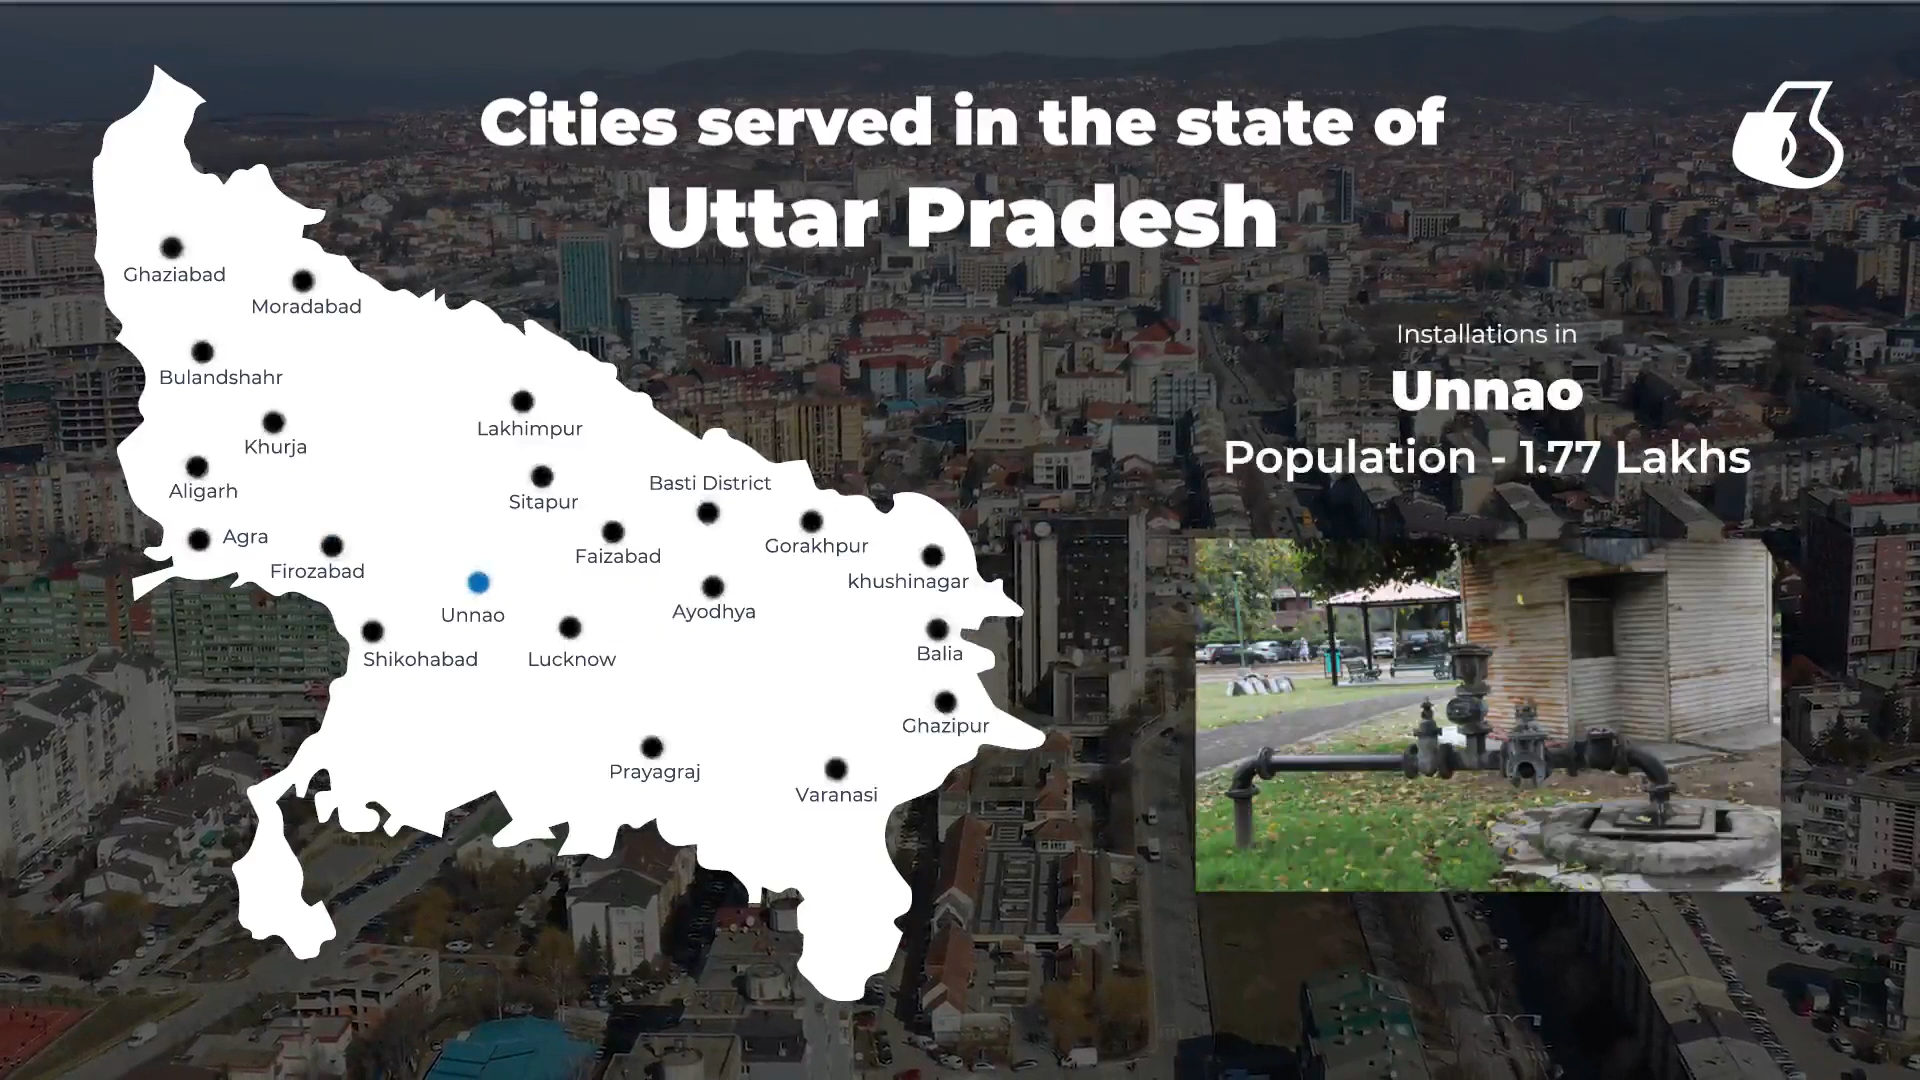 Cities served in the state of
Uttar Pradesh
Ghaziabad
Moradabad
Bulandshahr
Khurja
Aligarh
Agra
Firozabad
Shikohabad
Lakhimpur
Sitapur
Basti District
Faizabad
Gorakhpur
khushinagar
Unnao
Ayodhya
Lucknow
Balia
Ghazipur
Prayagraj
Varanasi
Installations in
Unnao
Population - 1.77 Lakhs